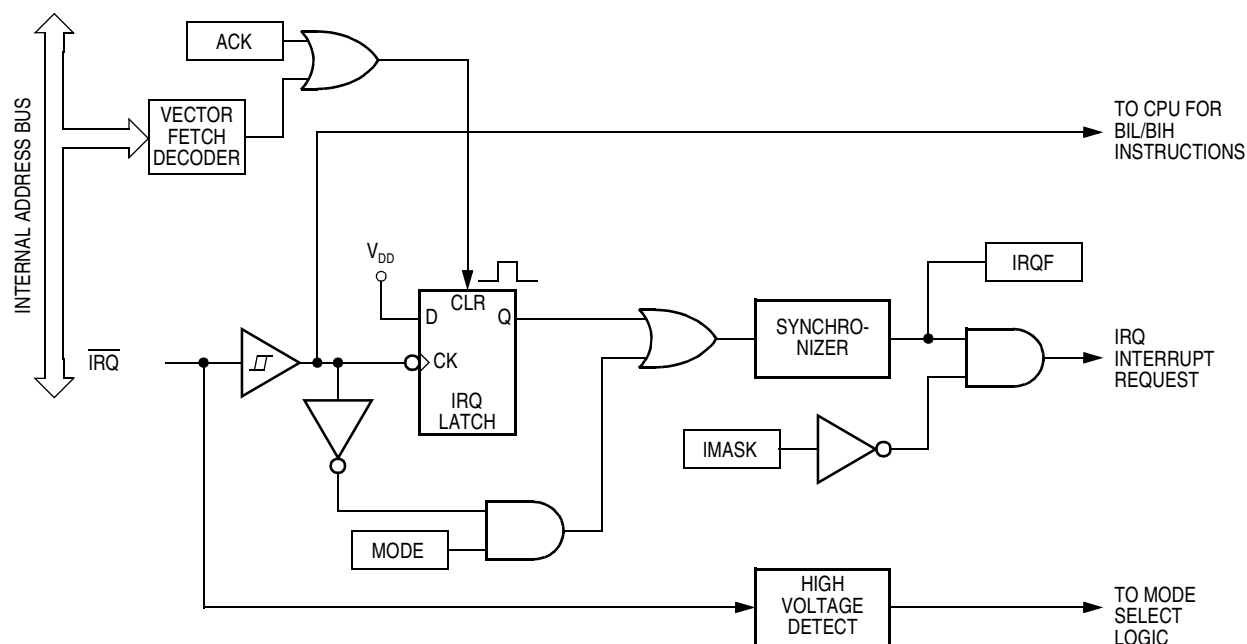 INTERNAL ADDRESS BUS
ACK
VECTOR
FETCH
DECODER
TO CPU FOR
BIL/BIH
INSTRUCTIONS
VDD
CLR
D
Q
CK
IRQ
LATCH
IRQ
SYNCHRO-
NIZER
IRQF
IRQ
INTERRUPT
REQUEST
IMASK
MODE
HIGH
VOLTAGE
DETECT
TO MODE
SELECT
LOGIC